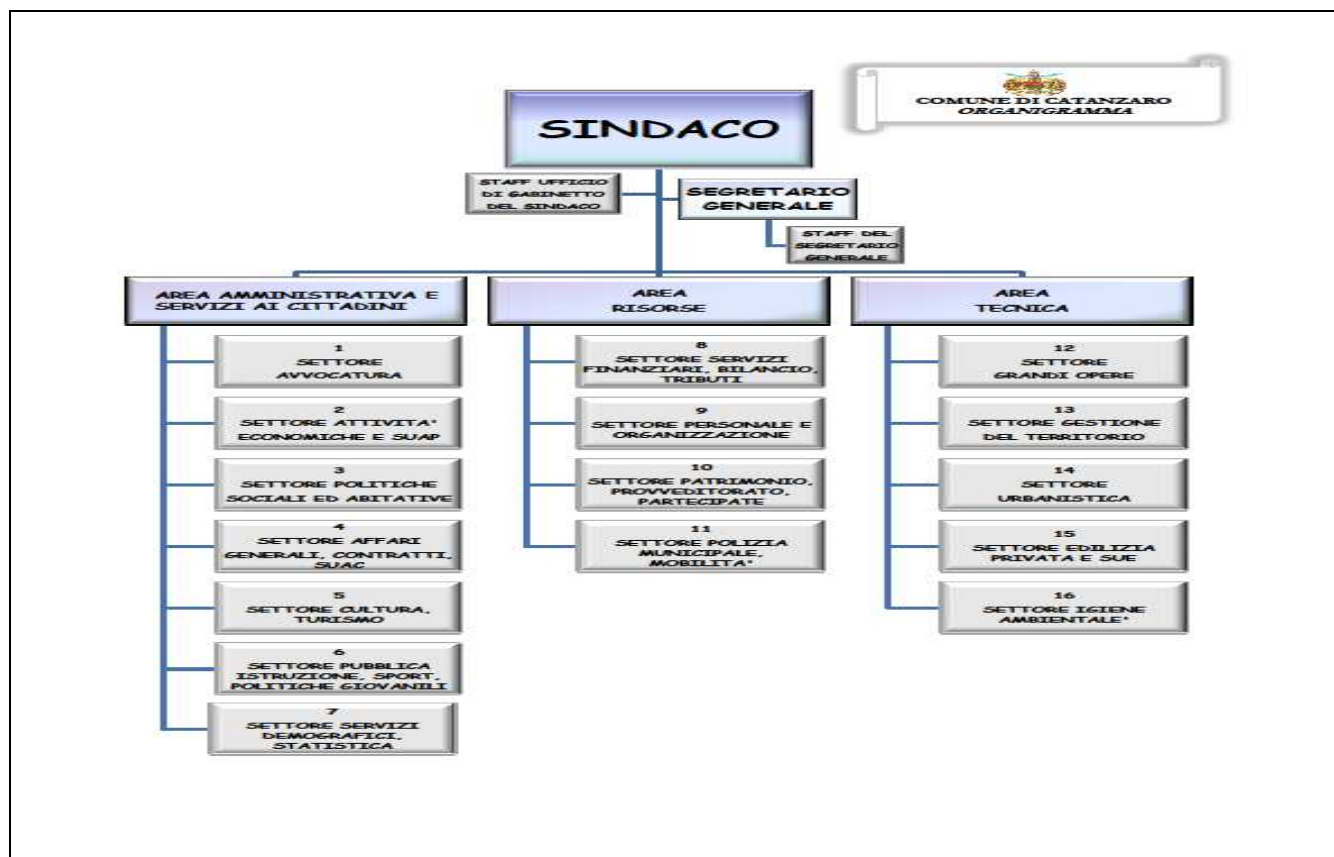 COMUNE DI CATANZARO
ORGANIGRAMMA
SINDACO
STAFF UFFICIO
DI GABINETTO
DEL SINDACO
SEGRETARIO
GENERALE
STAFF DEL
SEGRETARIO
GENERALE
AREA AMMINISTRATIVA E
SERVIZI AI CITTADINI
1
SETTORE
AVVOCATURA
2
SETTORE ATTIVITA'
ECONOMICHE E SUAP
3
SETTORE POLITICHE
SOCIALI ED ABITATIVE
4
SETTORE AFFARI
GENERALI, CONTRATTI,
SUAC
5
SETTORE CULTURA,
TURISMO
6
SETTORE PUBBLICA
ISTRUZIONE, SPORT,
POLITICHE GIOVANILI
7
SETTORE SERVIZI
DEMOGRAFICI,
STATISTICA
AREA
RISORSE
8
SETTORE SERVIZI
FINANZIARI, BILANCIO,
TRIBUTI
9
SETTORE PERSONALE E
ORGANIZZAZIONE
10
SETTORE PATRIMONIO,
PROVVEDITORATO,
PARTECIPATE
11
SETTORE POLIZIA
MUNICIPALE,
MOBILITA'
AREA
TECNICA
12
SETTORE
GRANDI OPERE
13
SETTORE GESTIONE
DEL TERRITORIO
14
SETTORE
URBANISTICA
15
SETTORE EDILIZIA
PRIVATA E SUE
16
SETTORE IGIENE
AMBIENTALE'